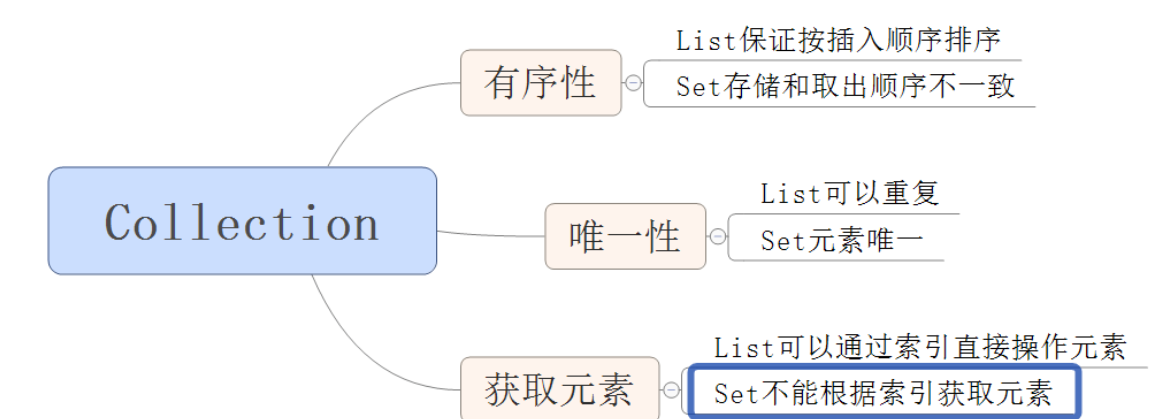 List保证按插入顺序排序
有序性
Set存储和取出顺序不一致
List可以重复
Collection
唯一性
Set元素唯一
List可以通过索引直接操作元素
获取元素
Set不能根据索引获取元素